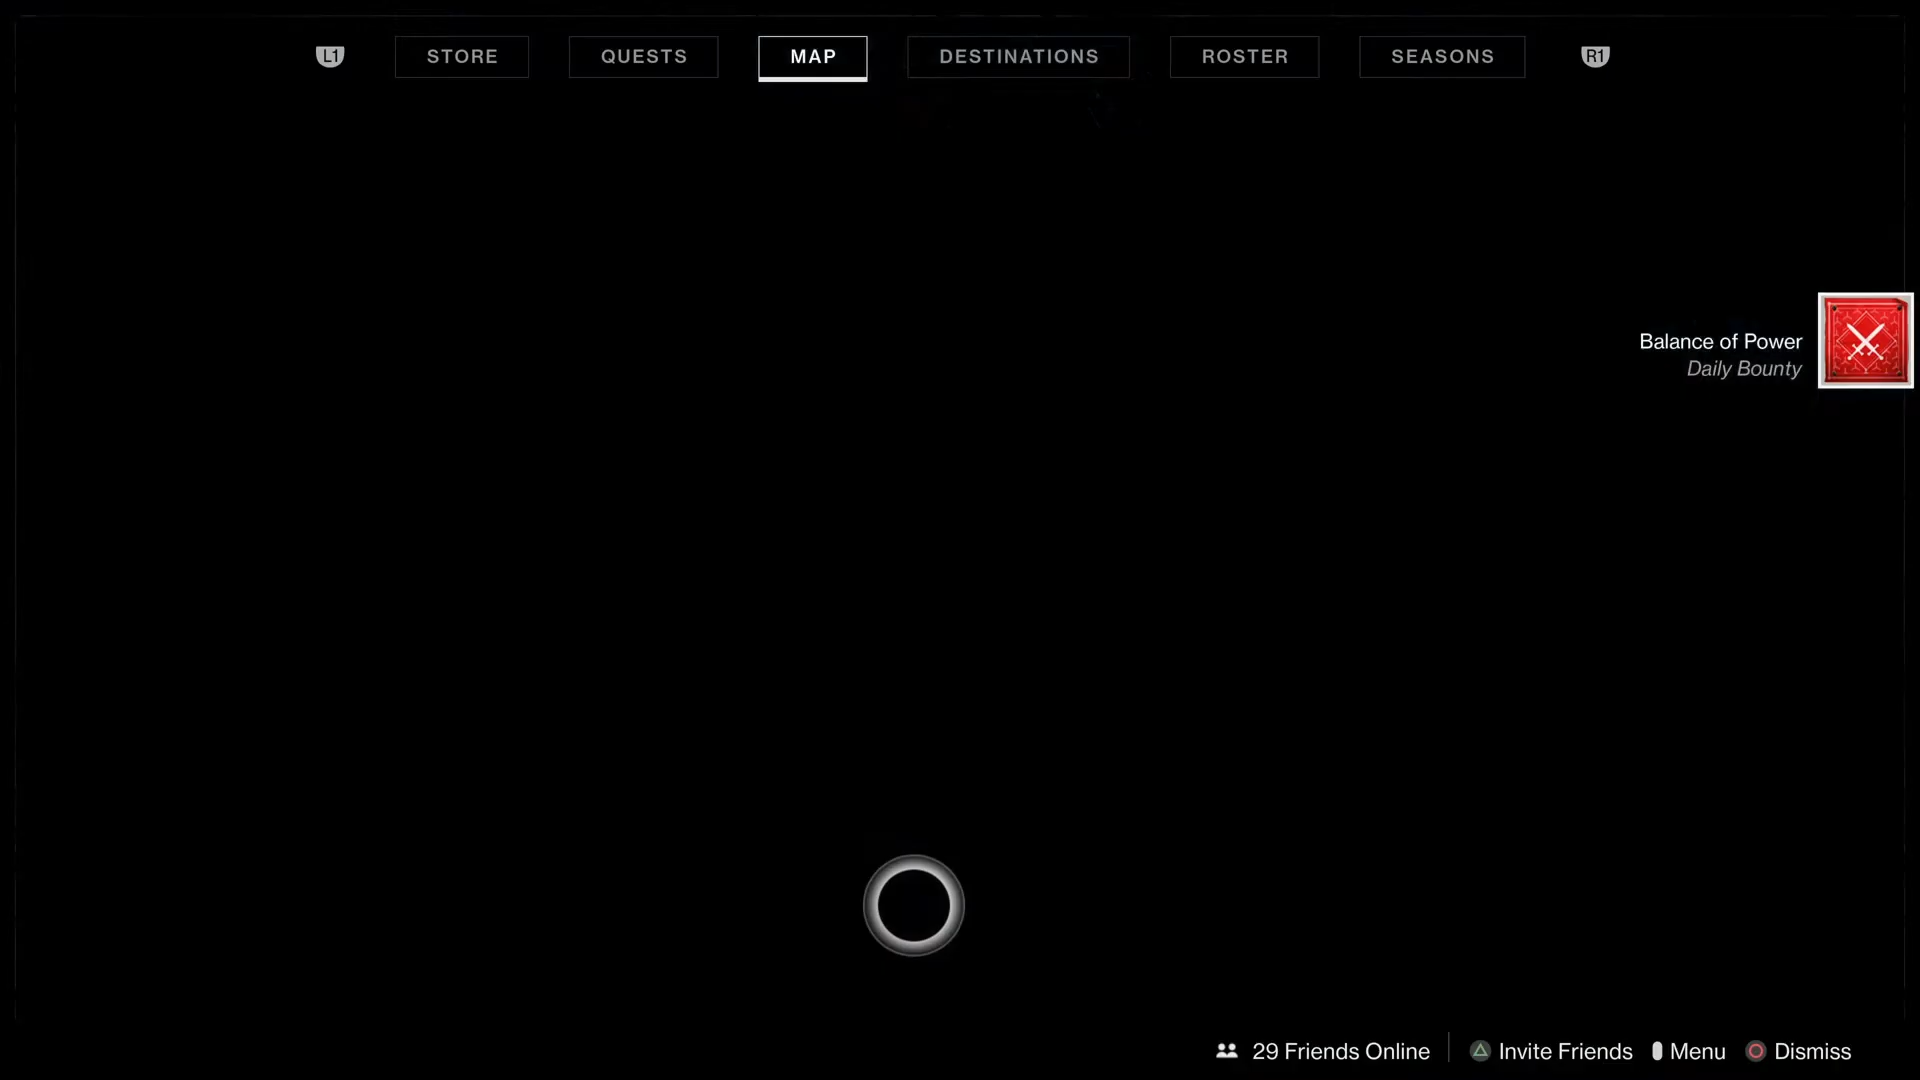 L1 STORE QUESTS MAP DESTINATIONS ROSTER SEASONS R1
Balance of Power
Daily Bounty
29 Friends Online Invite Friends Menu Dismiss